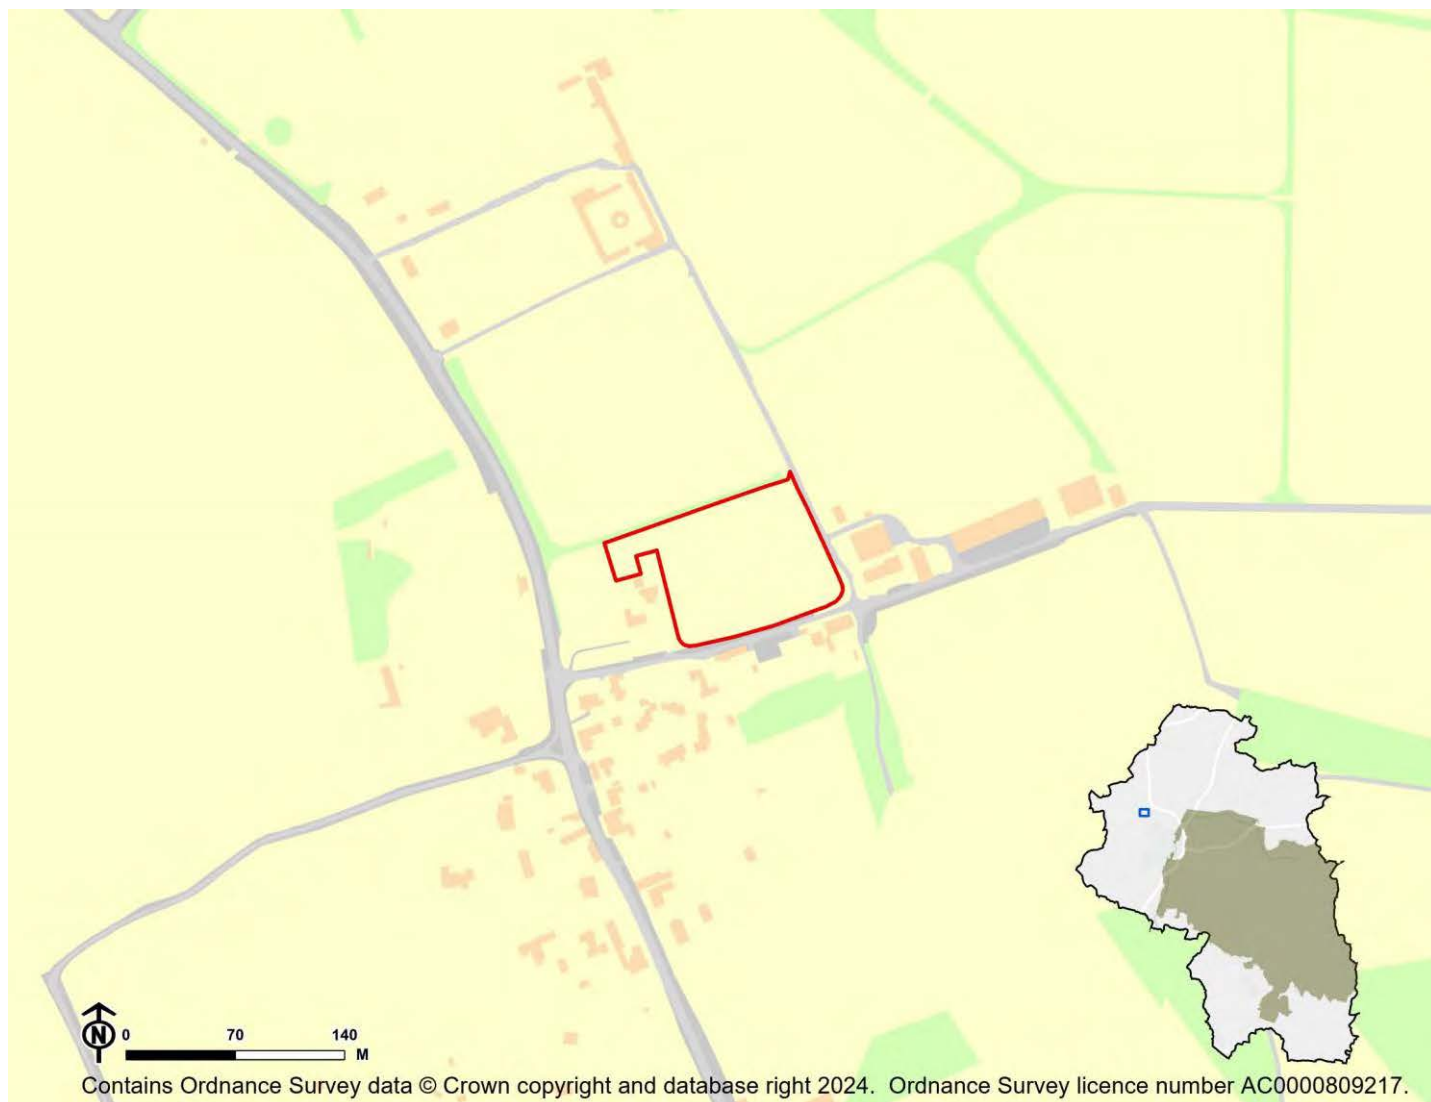 N 0 70 140
M
Contains Ordnance Survey data © Crown copyright and database right 2024. Ordnance Survey licence number AC0000809217.